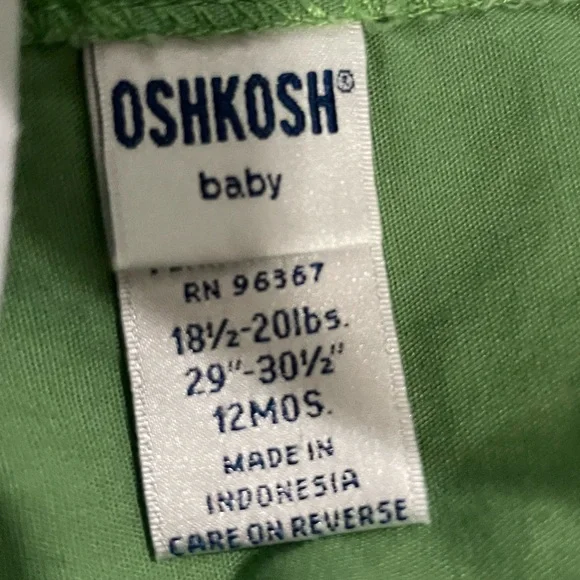 OSHKOSH®
baby
RN 96367
18½-20lbs.
29"-30½"
12MOS.
MADE IN
INDONESIA
CARE ON REVERSE